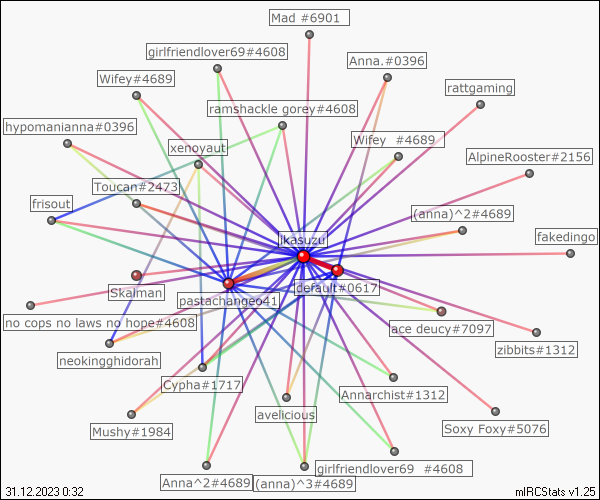 Mad #6901
girlfriendlover69#4608
Anna.#0396
Wifey#4689
rattgaming
ramshackle gorey#4608
hypomanianna#0396
Wifey #4689
xenoyaut
AlpineRooster#2156
Toucan#2473
frisout
(anna)^2#4689
ikasuzu
fakedingo
default#0617
Skaiman
pastachange041
no cops no laws no hope#4608
ace deucy#7097
zibbits#1312
neokingghidorah
Cypha#1717
Annarchist#1312
avelicious
Mushy#1984
Soxy Foxy#5076
girlfriendlover69 #4608
Anna^2#4689
(anna)^3#4689
31.12.2023 0:32
mIRCStats v1.25